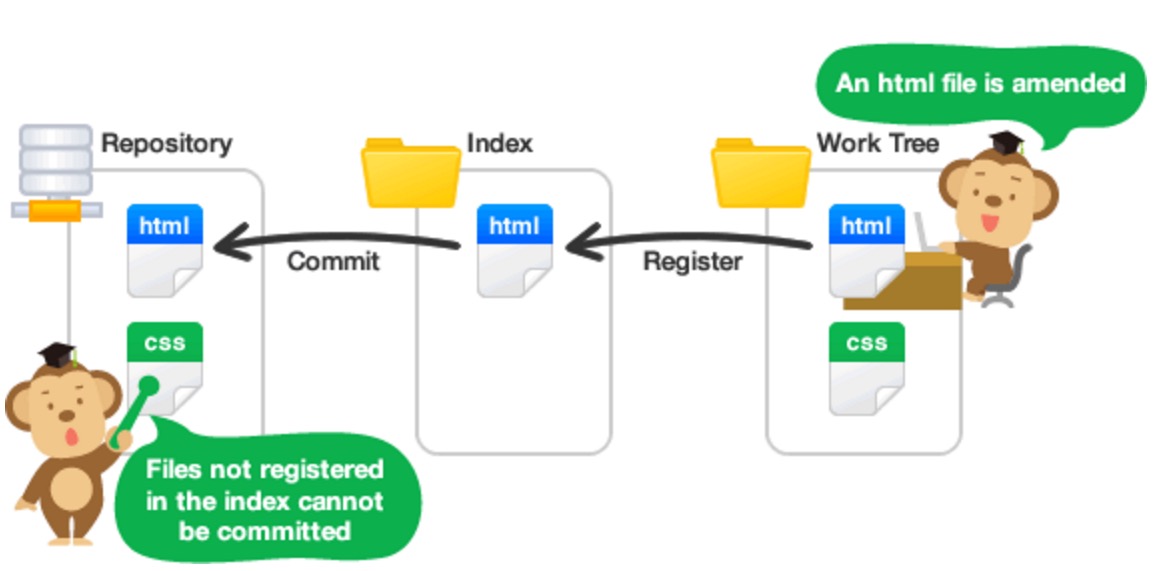 An html file is amended
Repository
Index
Work Tree
html
html
html
Commit
Register
css
css
Files not registered
in the index cannot
be committed